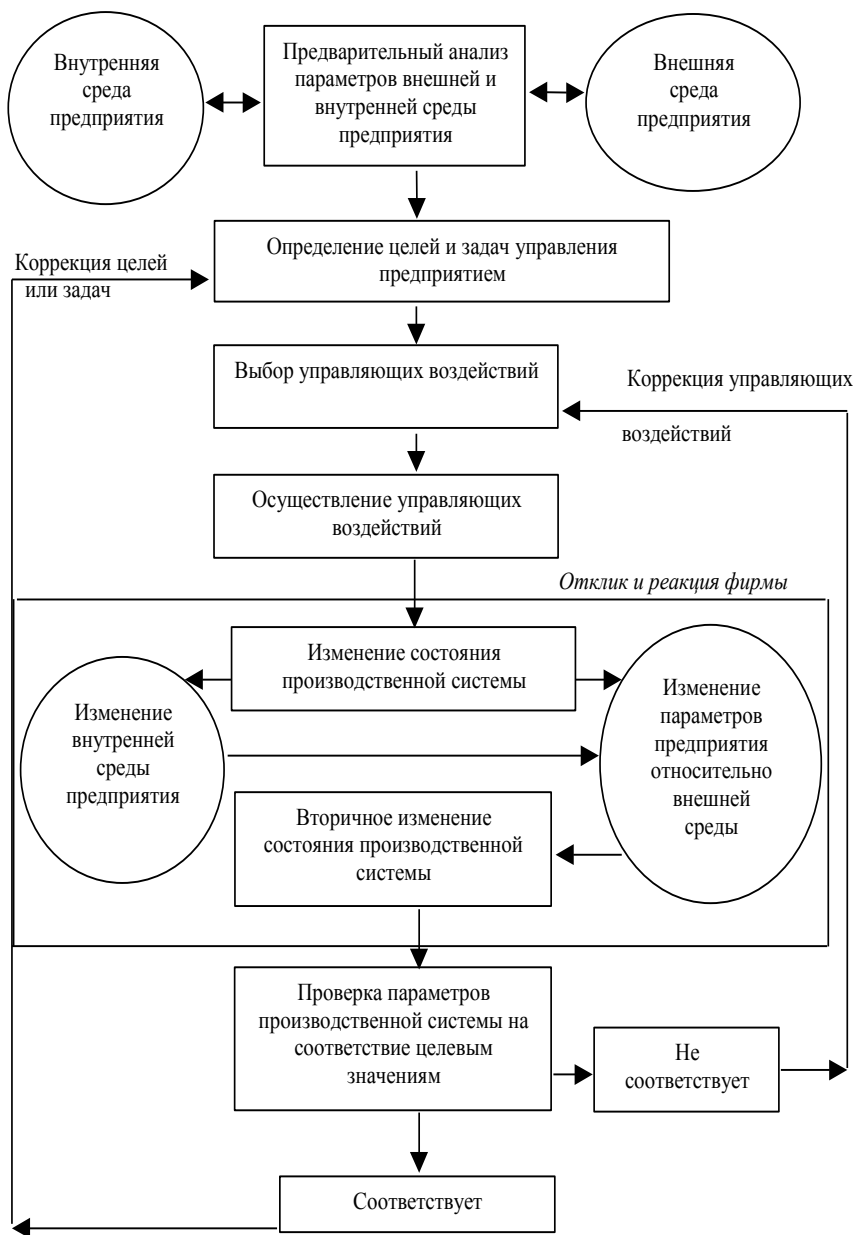 Внутренняя
среда
предприятия
Предварительный анализ
параметров внешней и
внутренней среды
предприятия
Внешняя
среда
предприятия
Определение целей и задач управления
предприятием
Коррекция целей
или задач
Выбор управляющих воздействий
Коррекция управляющих
воздействий
Осуществление управляющих
воздействий
Отклик и реакция фирмы
Изменение состояния
производственной системы
Изменение
внутренней
среды
предприятия
Изменение
параметров
предприятия
относительно
внешней
среды
Вторичное изменение
состояния производственной
системы
Проверка параметров
производственной системы на
соответствие целевым
значениям
Не
соответствует
Соответствует